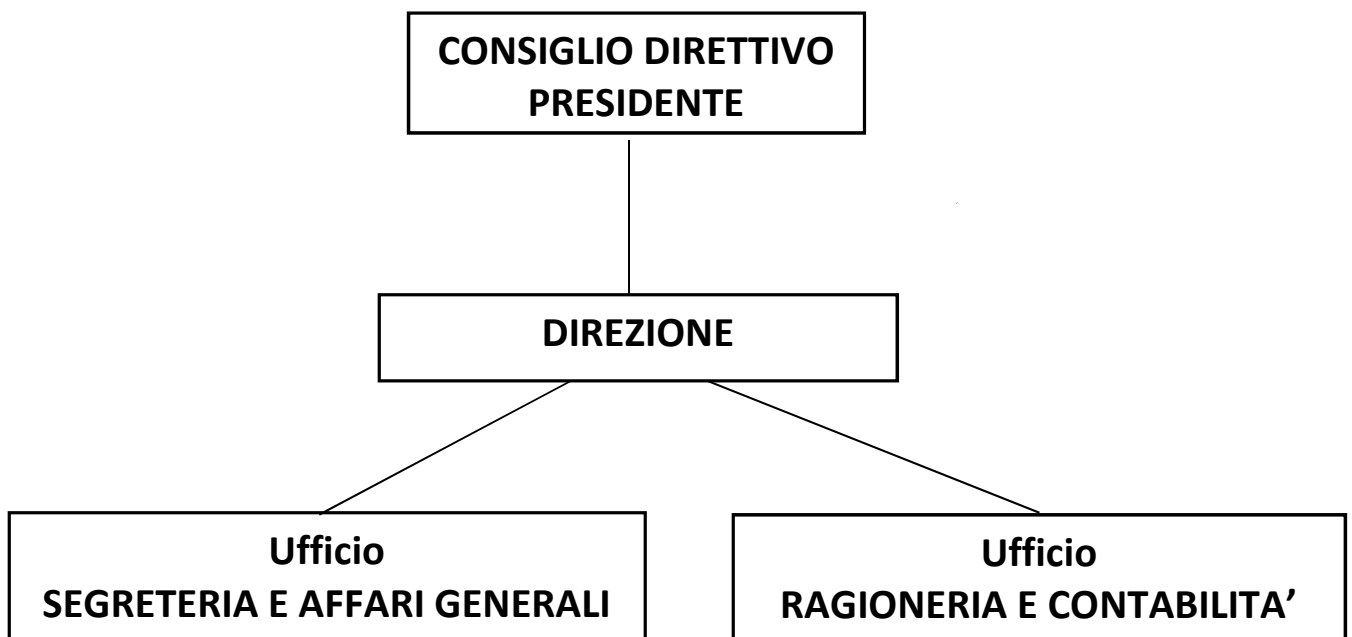 CONSIGLIO DIRETTIVO
PRESIDENTE
DIREZIONE
Ufficio
SEGRETERIA E AFFARI GENERALI
Ufficio
RAGIONERIA E CONTABILITA’